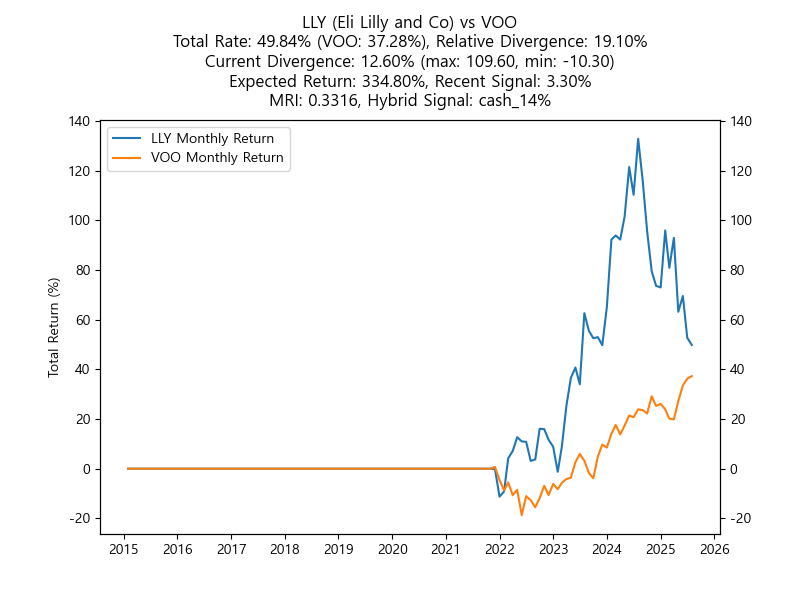 LLY (Eli Lilly and Co) vs VOO
Total Rate: 49.84% (VOO: 37.28%), Relative Divergence: 19.10%
Current Divergence: 12.60% (max: 109.60, min: -10.30)
Expected Return: 334.80%, Recent Signal: 3.30%
MRI: 0.3316, Hybrid Signal: cash_14%
LLY Monthly Return
VOO Monthly Return
Total Return (%)
140
120
100
80
60
40
20
0
-20
140
120
100
80
60
40
20
0
-20
2015 2016 2017 2018 2019 2020 2021 2022 2023 2024 2025 2026